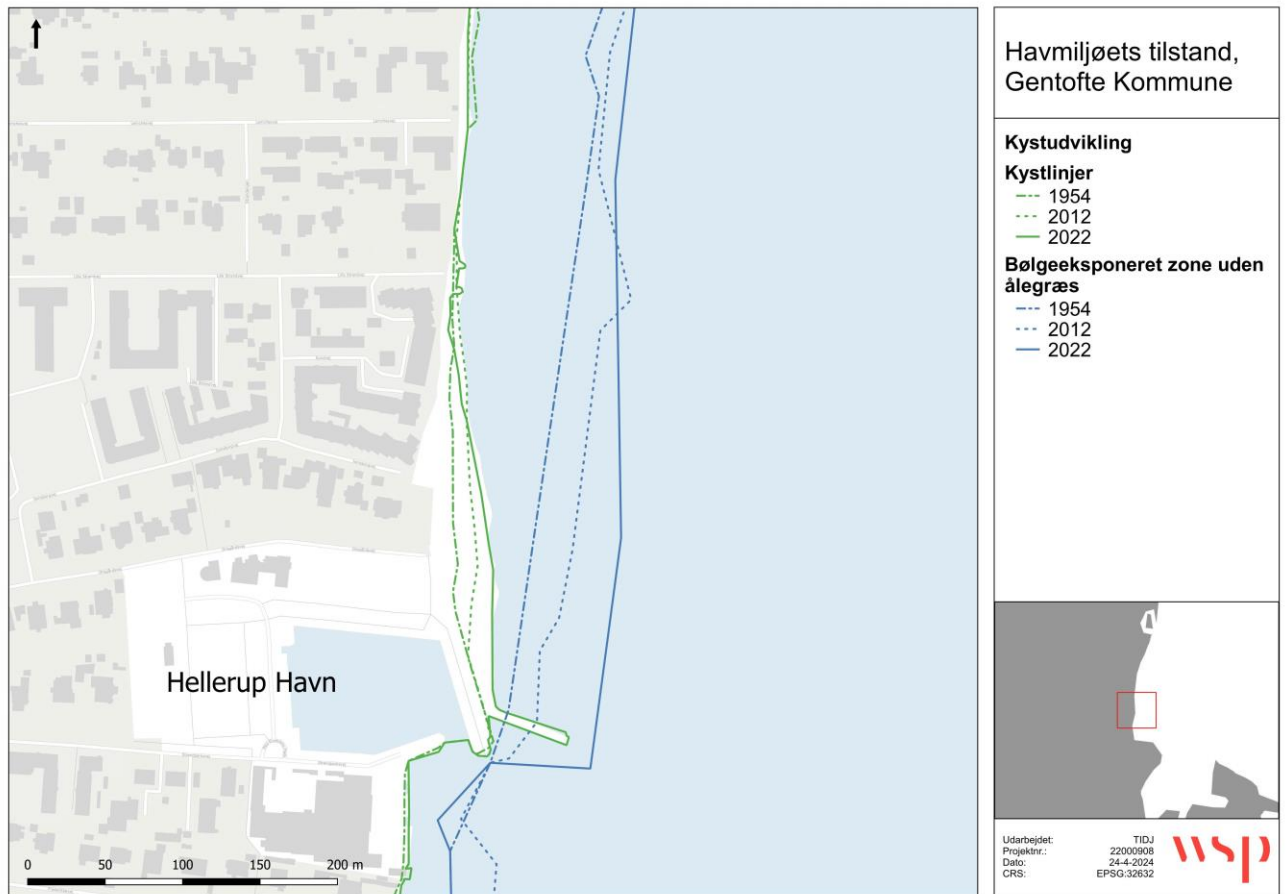 Havmiljøets tilstand,
Gentofte Kommune
Kystudvikling
Kystlinjer
1954
2012
2022
Bølgeeksponeret zone uden
ålegræs
1954
2012
2022
Hellerup Havn
0 50 100 150 200 m
Udarbejdet: TIDJ
Projektnr.: 22000908
Dato: 24-4-2024
CRS: EPSG:32632
wsp